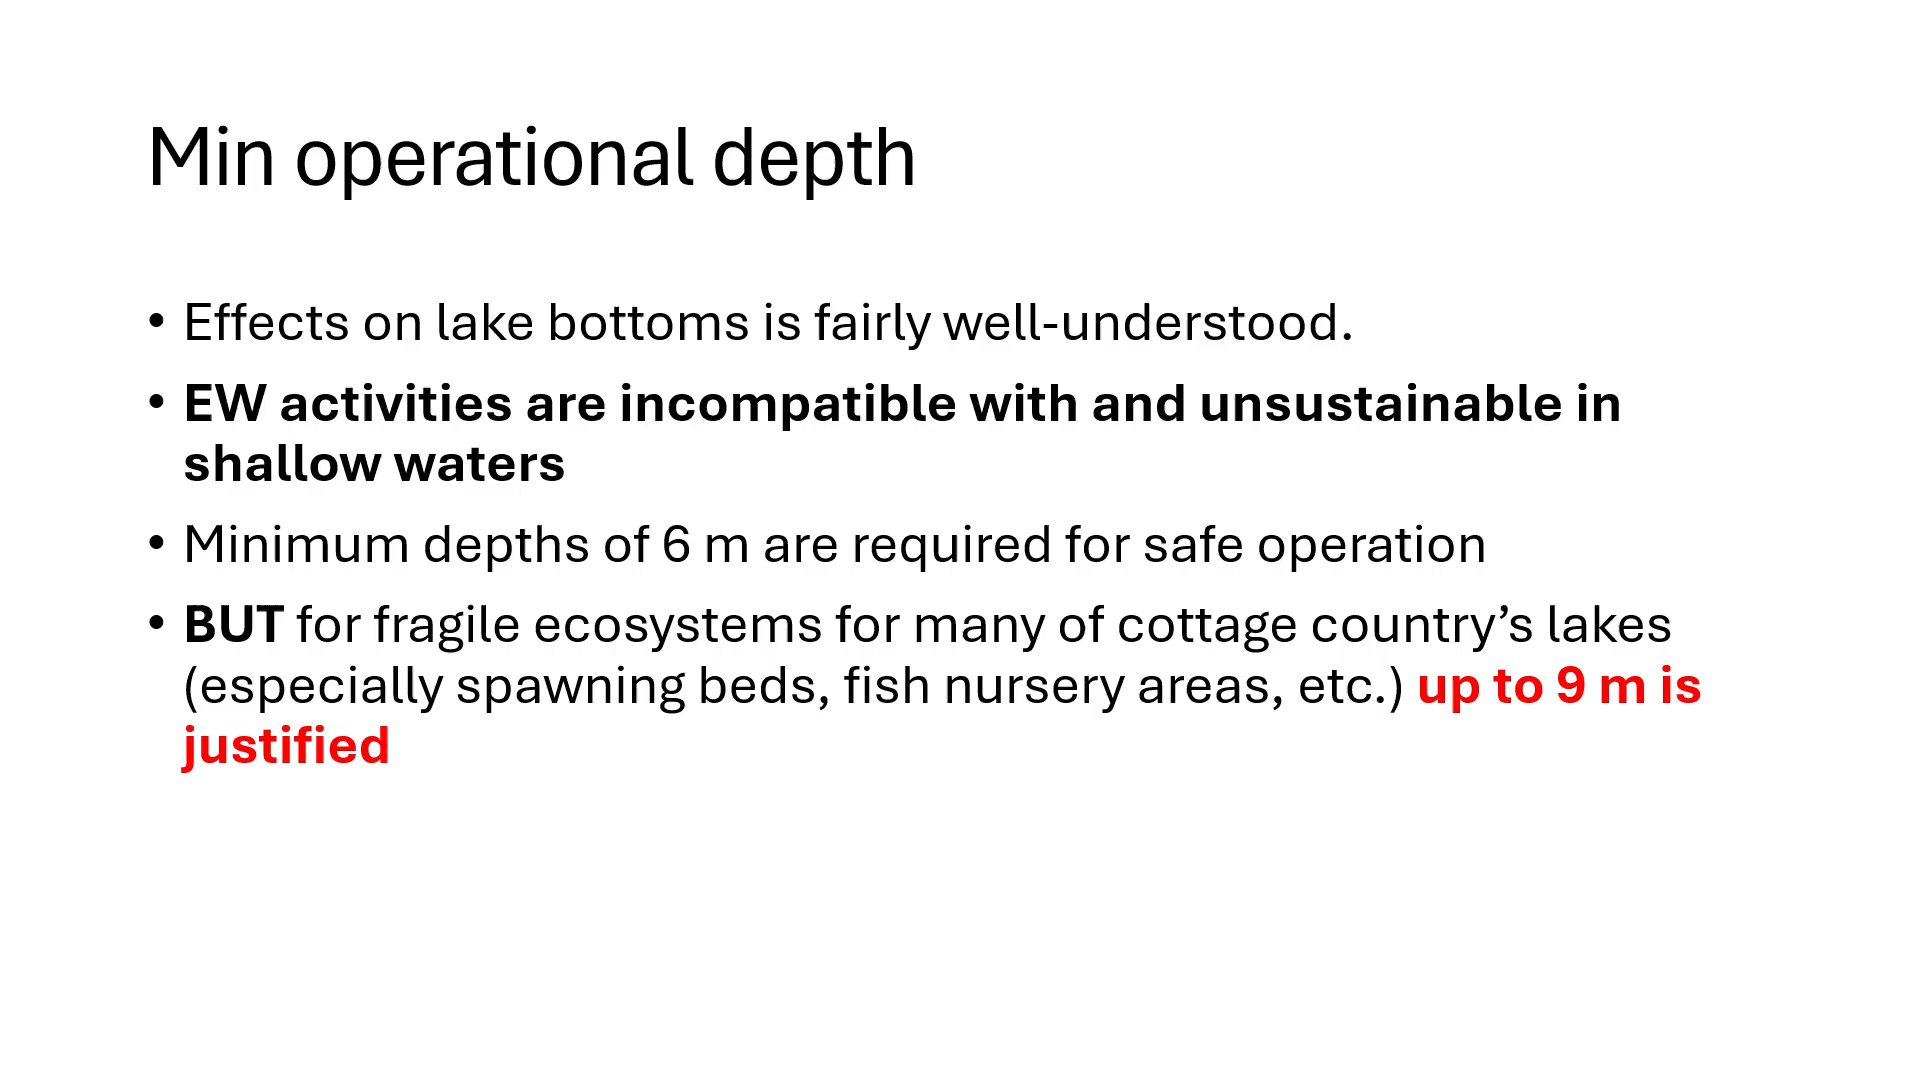 Min operational depth
• Effects on lake bottoms is fairly well-understood.
• EW activities are incompatible with and unsustainable in
shallow waters
• Minimum depths of 6 m are required for safe operation
• BUT for fragile ecosystems for many of cottage country’s lakes
(especially spawning beds, fish nursery areas, etc.) up to 9 m is
justified